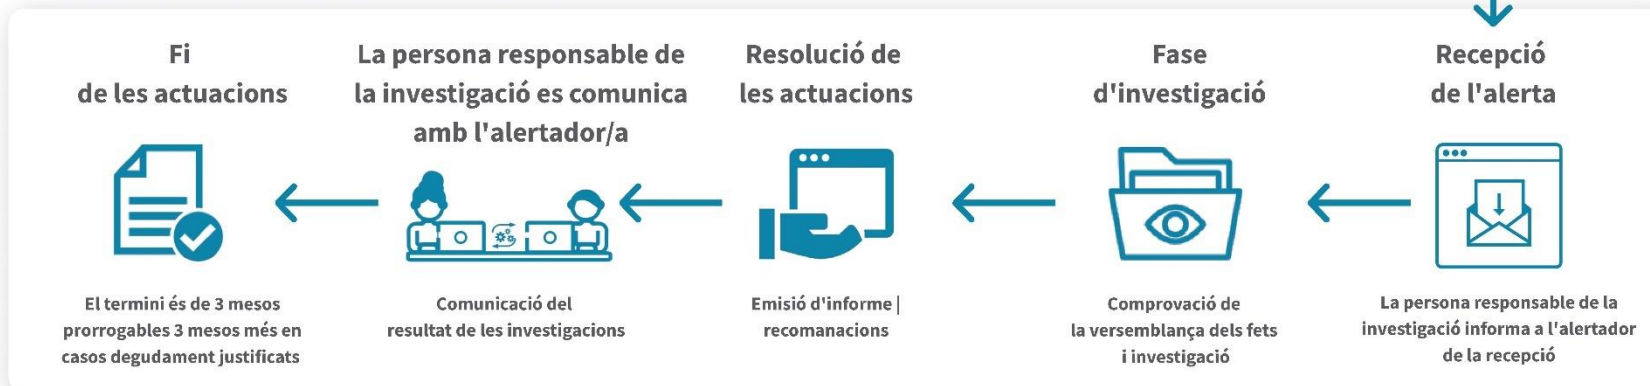 Fi
de les actuacions
La persona responsable de
la investigació es comunica
amb l'alertador/a
Resolució de
les actuacions
Fase
d'investigació
Recepció
de l'alerta
El termini és de 3 mesos
prorrogables 3 mesos més en
casos degudament justificats
Comunicació del
resultat de les investigacions
Emisió d'informe |
recomanacions
Comprovació de
la versemblança dels fets
i investigació
La persona responsable de la
investigació informa a l'alertador
de la recepció